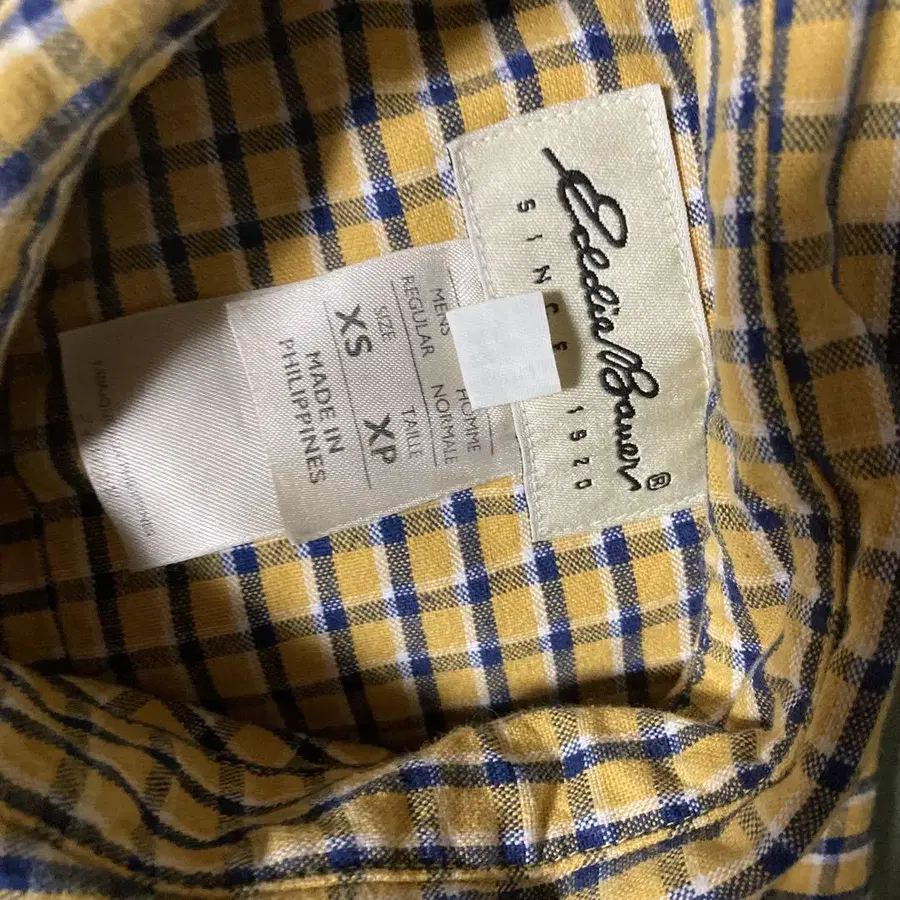 Eddie Bauer®
SINCE 1920
MENS HOMME
REGULAR NORMALE
SIZE TAILLE
XS XP
MADE IN
PHILIPPINES